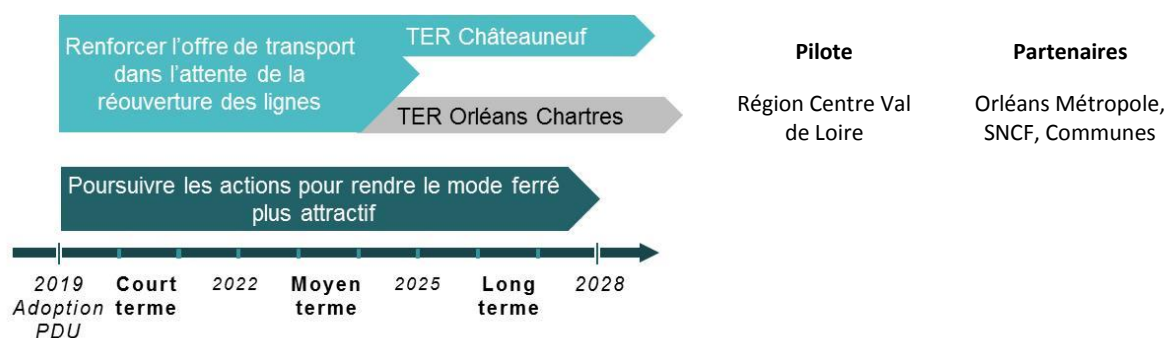 Renforcer l'offre de transport
dans l'attente de la
réouverture des lignes
TER Châteauneuf
TER Orléans Chartres
Pilote
Région Centre Val
de Loire
Partenaires
Orléans Métropole,
SNCF, Communes
Poursuivre les actions pour rendre le mode ferré
plus attractif
2019
Adoption
PDU
Court
terme
2022
Moyen
terme
2025
Long
terme
2028